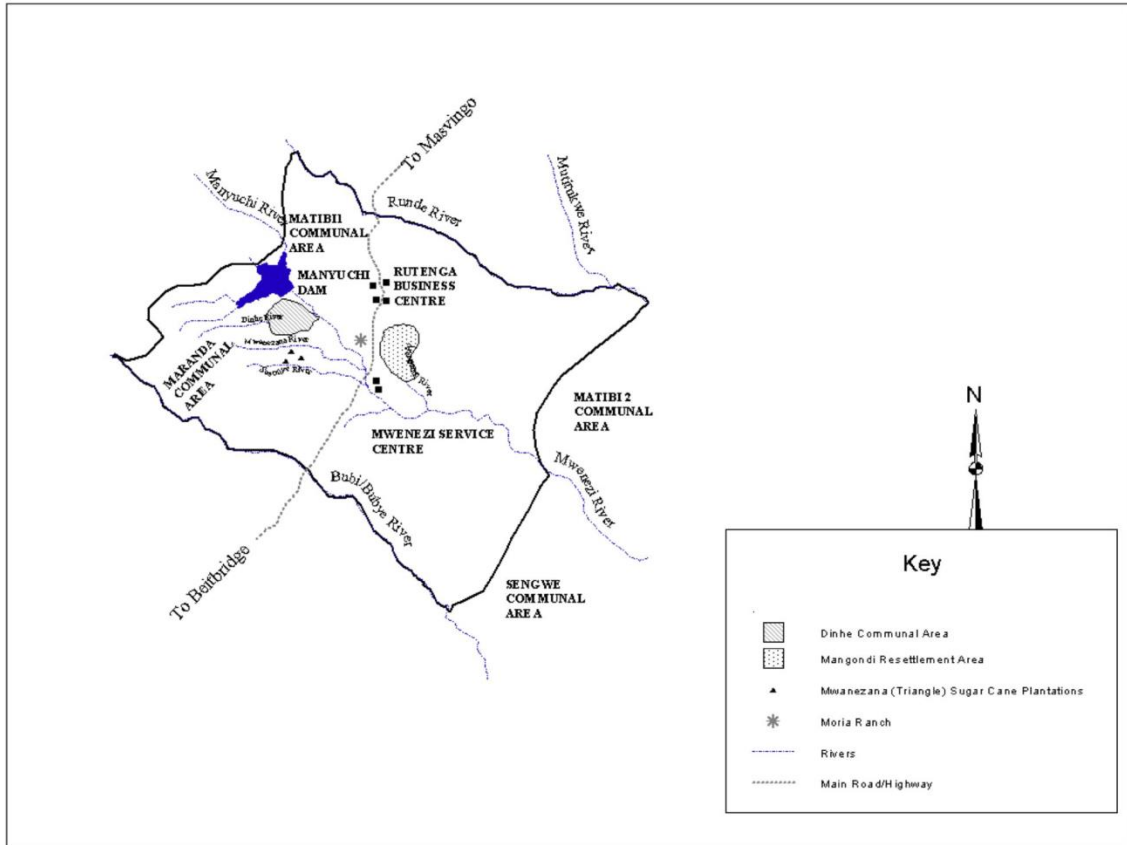 To Masvingo
Manyuchi River
Runde River
Mutirikwe River
MATIBI1
COMMUNAL
AREA
MANYUCHI
DAM
RUTENGA
BUSINESS
CENTRE
Dinhe River
Mwenezana River
MARANDA
COMMUNAL
AREA
River
River
MATIBI 2
COMMUNAL
AREA
MWENEZI SERVICE
CENTRE
Mwenezi River
Bubi/Bubye River
To Beitbridge
SENGWE
COMMUNAL
AREA
N
Key
Dinhe Communal Area
Mangondi Resettlement Area
Mwanezana (Triangle) Sugar Cane Plantations
Moria Ranch
Rivers
Main Road/Highway